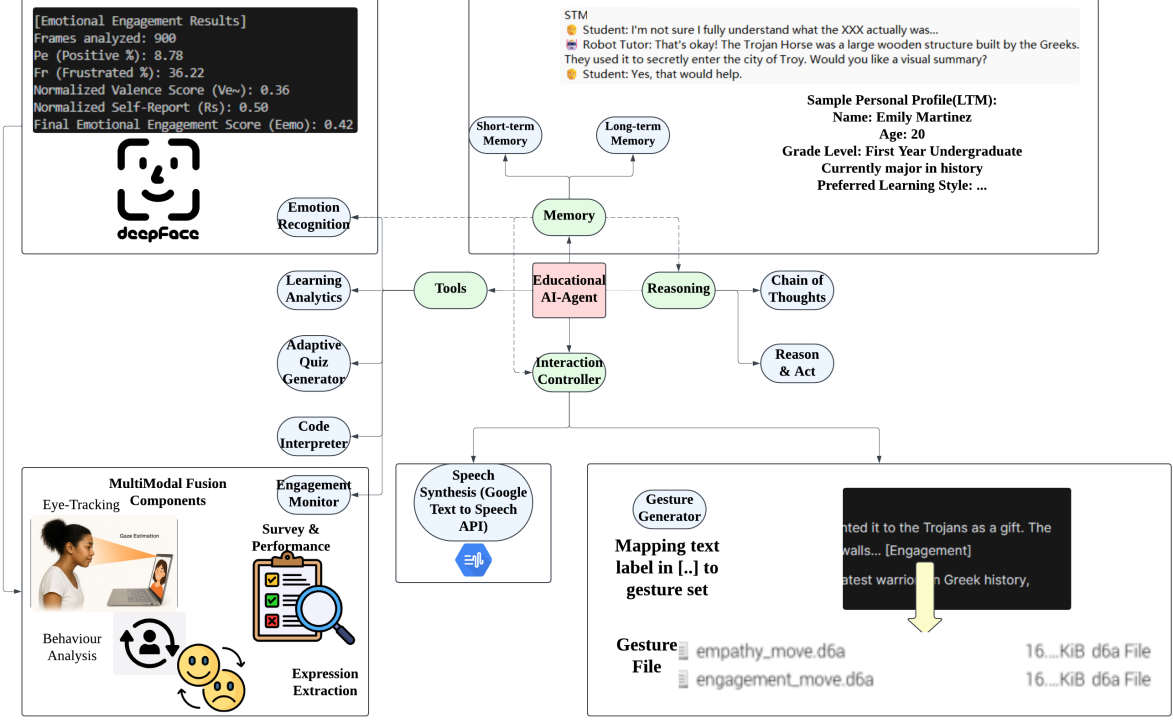 [Emotional Engagement Results]
Frames analyzed: 900
Pe (Positive %): 8.78
Fr (Frustrated %): 36.22
Normalized Valence Score (Ve~): 0.36
Normalized Self-Report (Rs): 0.50
Final Emotional Engagement Score (Eemo): 0.42
deepFace
STM
Student: I'm not sure I fully understand what the XXX actually was...
Robot Tutor: That's okay! The Trojan Horse was a large wooden structure built by the Greeks.
They used it to secretly enter the city of Troy. Would you like a visual summary?
Student: Yes, that would help.
Sample Personal Profile(LTM):
Name: Emily Martinez
Age: 20
Grade Level: First Year Undergraduate
Currently major in history
Preferred Learning Style: ...
Short-term
Memory
Long-term
Memory
Emotion
Recognition
Memory
Learning
Analytics
Tools
Educational
AI-Agent
Reasoning
Chain of
Thoughts
Adaptive
Quiz
Generator
Interaction
Controller
Reason
& Act
Code
Interpreter
Engagement
Monitor
MultiModal Fusion
Components
Eye-Tracking
Gaze Estimation
Survey &
Performance
Behaviour
Analysis
Expression
Extraction
Speech
Synthesis (Google
Text to Speech
API)
Gesture
Generator
Mapping text
label in [..] to
gesture set
nted it to the Trojans as a gift. The
walls... [Engagement]
atest warrio n Greek history,
Gesture
File
empathy_move.d6a 16....KiB d6a File
engagement_move.d6a 16....KiB d6a File